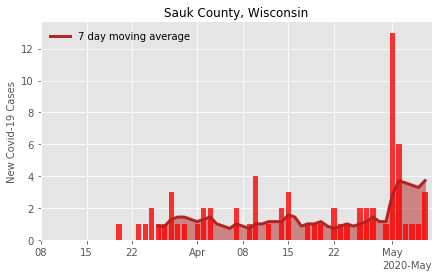 Sauk County, Wisconsin
7 day moving average
New Covid-19 Cases
12
10
8
6
4
2
0
08 15 22 Apr 08 15 22 May
2020-May